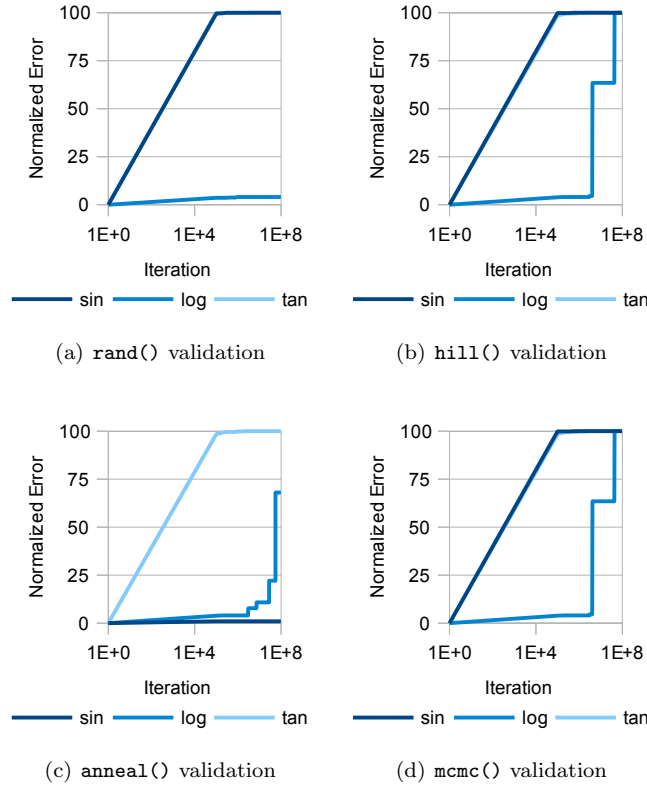 100
75
50
25
0
Normalized Error
1E+0 1E+4 1E+8
Iteration
sin log tan
(a) rand() validation
100
75
50
25
0
Normalized Error
1E+0 1E+4 1E+8
Iteration
sin log tan
(b) hill() validation
100
75
50
25
0
Normalized Error
1E+0 1E+4 1E+8
Iteration
sin log tan
(c) anneal() validation
100
75
50
25
0
Normalized Error
1E+0 1E+4 1E+8
Iteration
sin log tan
(d) mcmc() validation